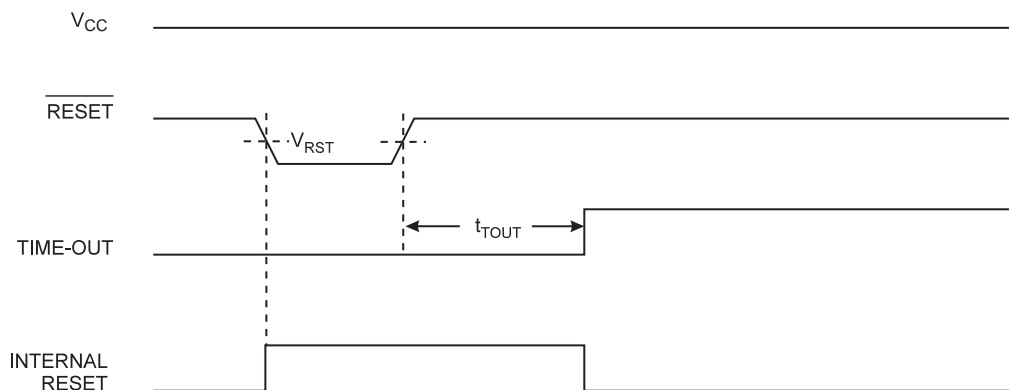 VCC
RESET
VRST
tTOUT
TIME-OUT
INTERNAL
RESET